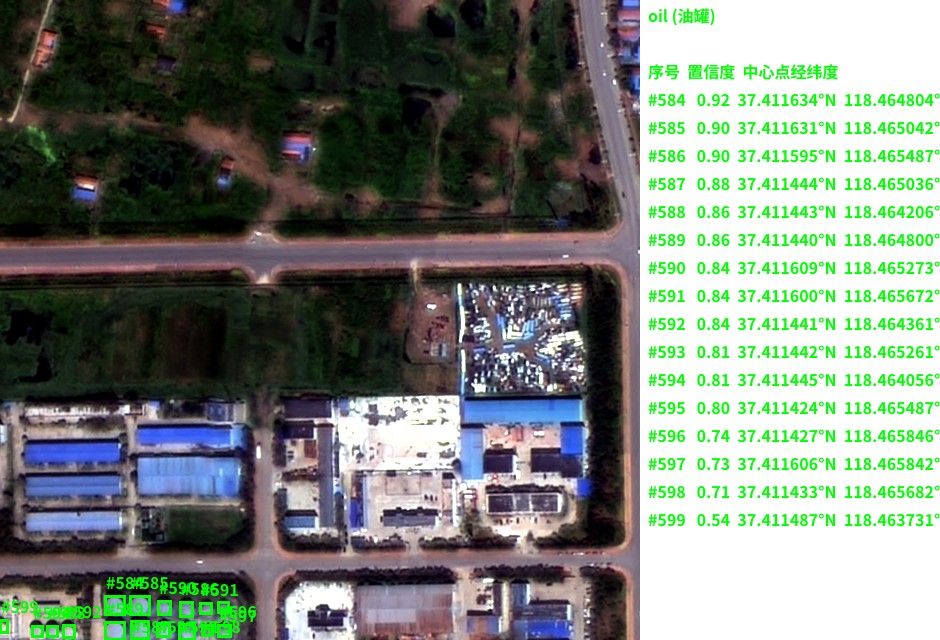 oil (油罐)
序号 置信度 中心点经纬度
#584 0.92 37.411634°N 118.464804°
#585 0.90 37.411631°N 118.465042°
#586 0.90 37.411595°N 118.465487°
#587 0.88 37.411444°N 118.465036°
#588 0.86 37.411443°N 118.464206°
#589 0.86 37.411440°N 118.464800°
#590 0.84 37.411609°N 118.465273°
#591 0.84 37.411600°N 118.465672°
#592 0.84 37.411441°N 118.464361°
#593 0.81 37.411442°N 118.465261°
#594 0.81 37.411445°N 118.464056°
#595 0.80 37.411424°N 118.465487°
#596 0.74 37.411427°N 118.465846°
#597 0.73 37.411606°N 118.465842°
#598 0.71 37.411433°N 118.465682°
#599 0.54 37.411487°N 118.463731°
#585
#590
#591
#599